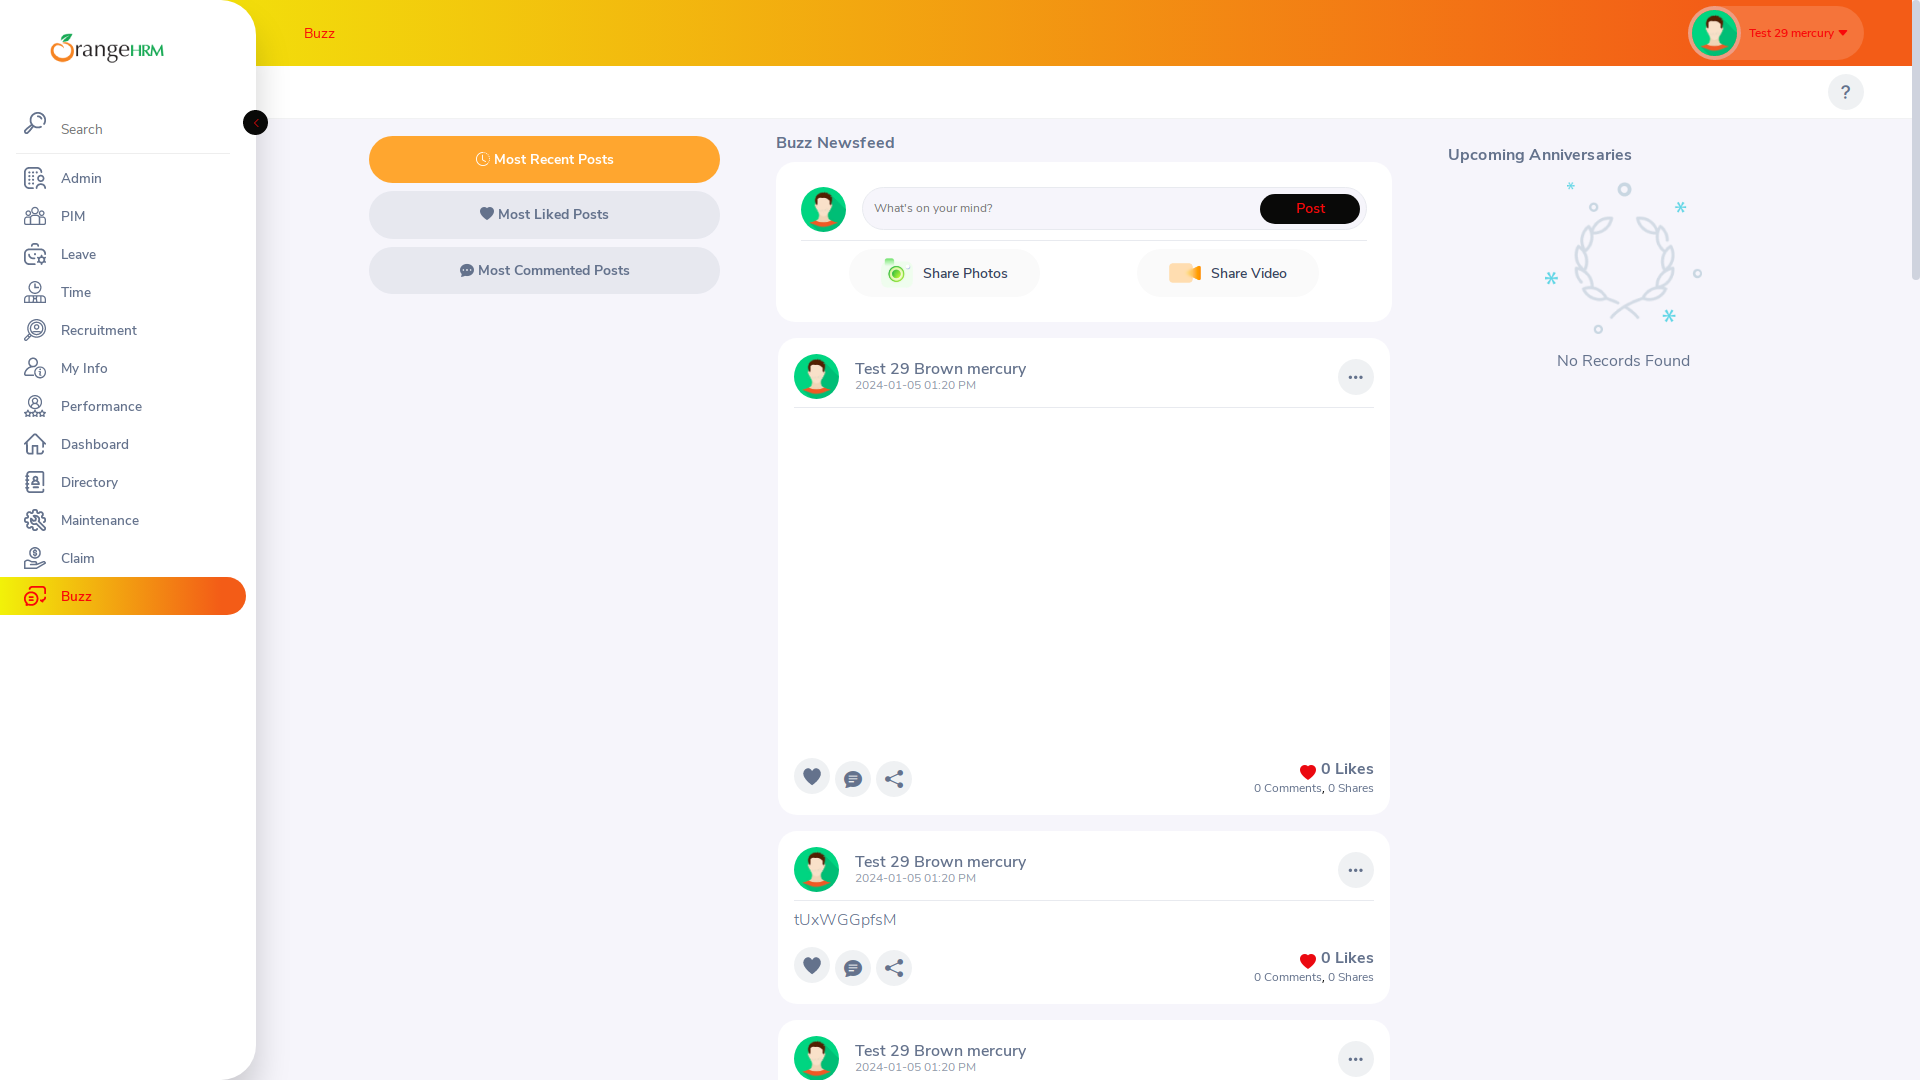 OrangeHRM
Search
Admin
PIM
Leave
Time
Recruitment
My Info
Performance
Dashboard
Directory
Maintenance
Claim
Buzz
Buzz
Test 29 mercury
?
Most Recent Posts
Most Liked Posts
Most Commented Posts
Buzz Newsfeed
What's on your mind?
Post
Share Photos
Share Video
Test 29 Brown mercury
2024-01-05 01:20 PM
0 Likes
0 Comments, 0 Shares
Test 29 Brown mercury
2024-01-05 01:20 PM
tUxWGGpfsM
0 Likes
0 Comments, 0 Shares
Test 29 Brown mercury
2024-01-05 01:20 PM
Upcoming Anniversaries
No Records Found